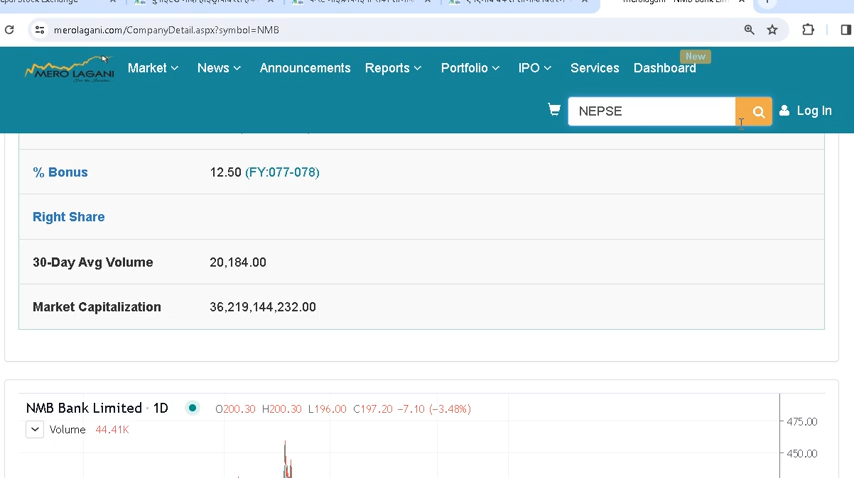 merolagani.com/CompanyDetail.aspx?symbol=NMB
New
MERO LAGANI Market News Announcements Reports Portfolio IPO Services Dashboard
NEPSE Log In
% Bonus 12.50 (FY:077-078)
Right Share
30-Day Avg Volume 20,184.00
Market Capitalization 36,219,144,232.00
NMB Bank Limited · 1D O200.30 H200.30 L196.00 C197.20 −7.10 (−3.48%)
475.00
Volume 44.41K
450.00